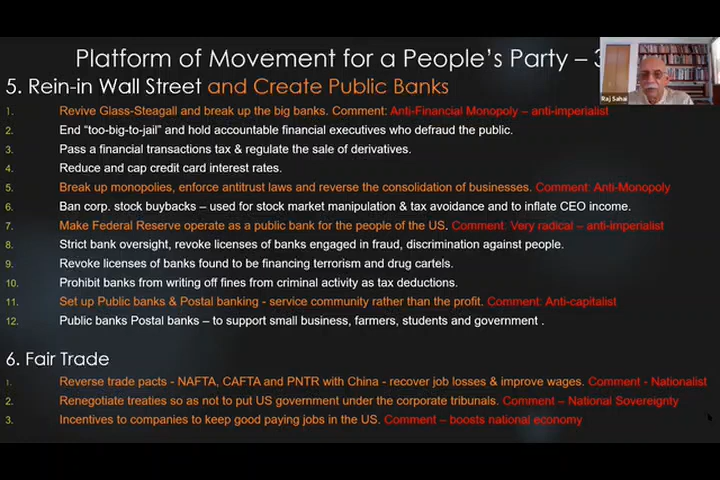 Platform of Movement for a People's Party – 3
5. Rein-in Wall Street and Create Public Banks
1. Revive Glass-Steagall and break up the big banks. Comment: Anti-Financial Monopoly – anti-imperialist
2. End “too-big-to-jail” and hold accountable financial executives who defraud the public.
3. Pass a financial transactions tax & regulate the sale of derivatives.
4. Reduce and cap credit card interest rates.
5. Break up monopolies, enforce antitrust laws and reverse the consolidation of businesses. Comment: Anti-Monopoly
6. Ban corp. stock buybacks – used for stock market manipulation & tax avoidance and to inflate CEO income.
7. Make Federal Reserve operate as a public bank for the people of the US. Comment: Very radical – anti-imperialist
8. Strict bank oversight, revoke licenses of banks engaged in fraud, discrimination against people.
9. Revoke licenses of banks found to be financing terrorism and drug cartels.
10. Prohibit banks from writing off fines from criminal activity as tax deductions.
11. Set up Public banks & Postal banking - service community rather than the profit. Comment: Anti-capitalist
12. Public banks Postal banks – to support small business, farmers, students and government .
6. Fair Trade
1. Reverse trade pacts - NAFTA, CAFTA and PNTR with China - recover job losses & improve wages. Comment - Nationalist
2. Renegotiate treaties so as not to put US government under the corporate tribunals. Comment – National Sovereignty
3. Incentives to companies to keep good paying jobs in the US. Comment – boosts national economy
Raj Sahai